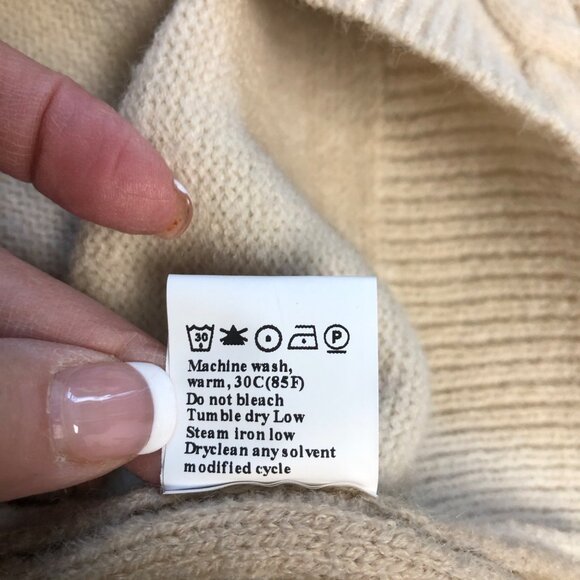 30 P
Machine wash,
warm, 30C(85F)
Do not bleach
Tumble dry Low
Steam iron low
Dryclean any solvent
modified cycle